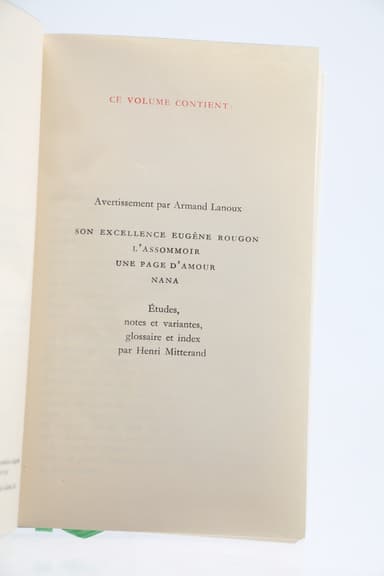 CE VOLUME CONTIENT:
Avertissement par Armand Lanoux
SON EXCELLENCE EUGÈNE ROUGON
L'ASSOMMOIR
UNE PAGE D'AMOUR
NANA
Études,
notes et variantes,
glossaire et index
par Henri Mitterand